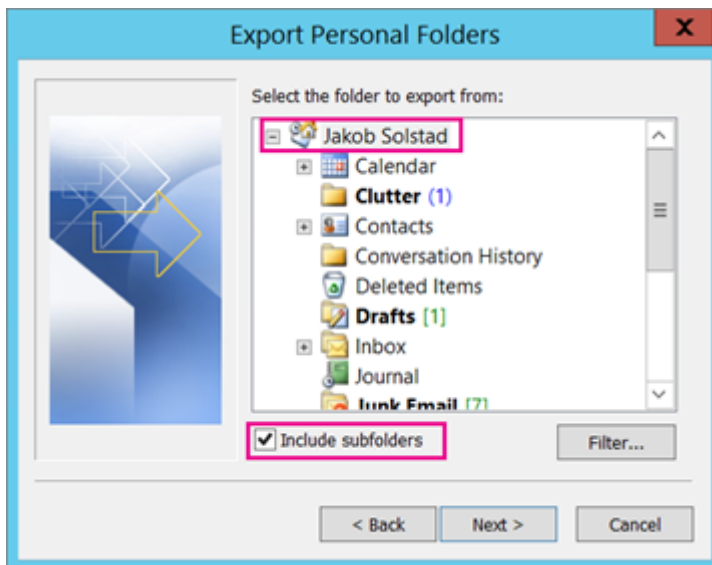 Export Personal Folders
X
Select the folder to export from:
Jakob Solstad
Calendar
Clutter (1)
Contacts
Conversation History
Deleted Items
Drafts [1]
Inbox
Journal
Junk Email [7]
Include subfolders
Filter...
< Back Next > Cancel